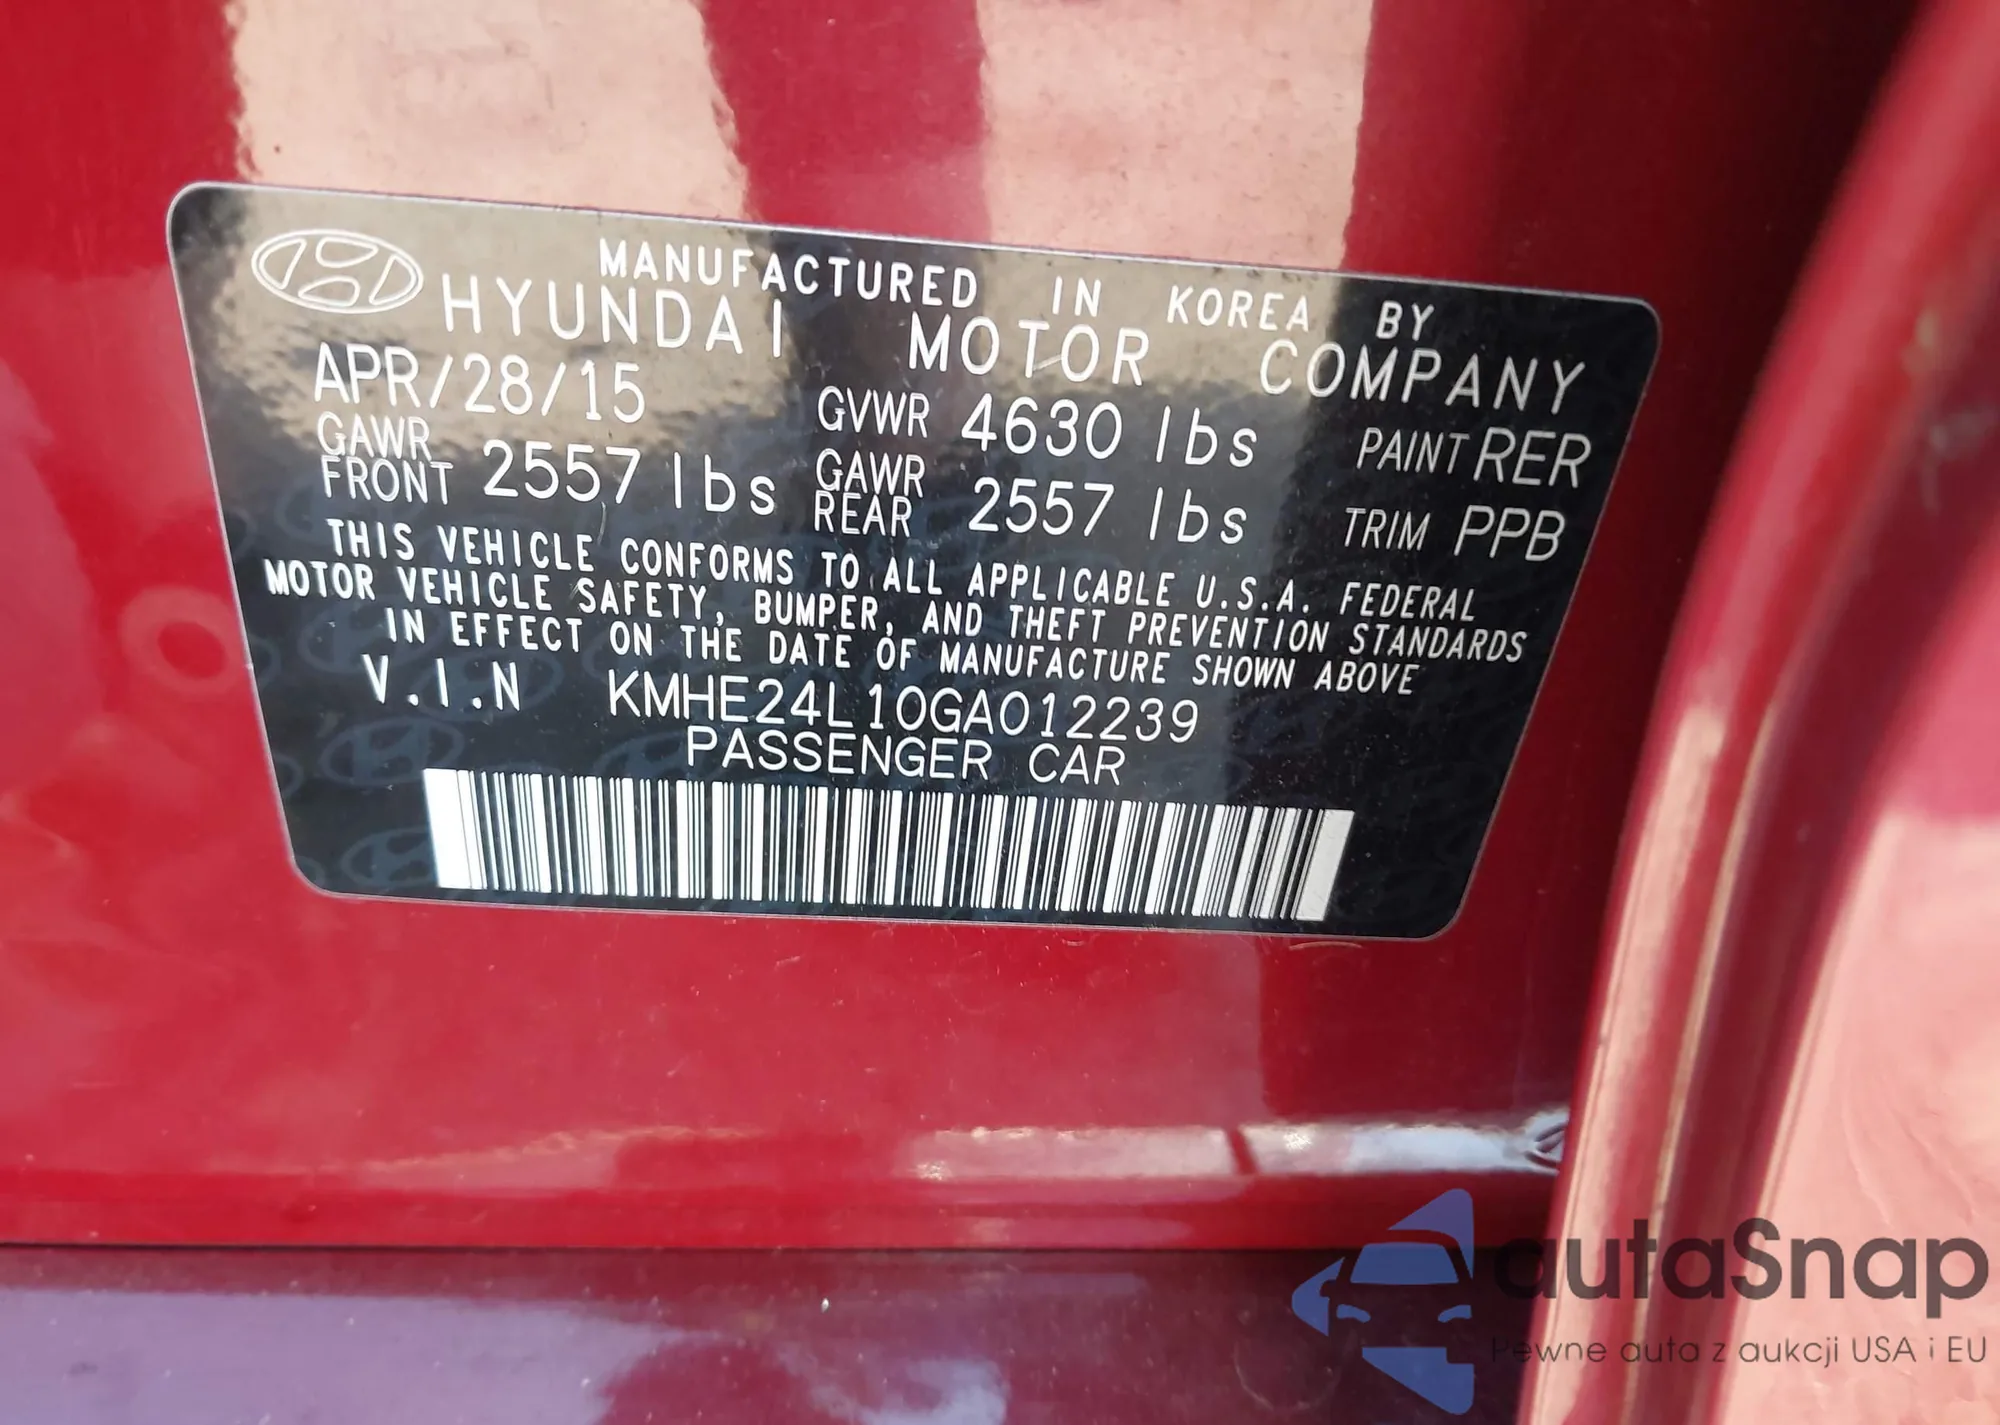 MANUFACTURED IN KOREA BY
HYUNDAI MOTOR COMPANY
APR/28/15 GVWR 4630 lbs PAINT RER
GAWR FRONT 2557 lbs GAWR REAR 2557 lbs TRIM PPB
THIS VEHICLE CONFORMS TO ALL APPLICABLE U.S.A. FEDERAL
MOTOR VEHICLE SAFETY, BUMPER, AND THEFT PREVENTION STANDARDS
IN EFFECT ON THE DATE OF MANUFACTURE SHOWN ABOVE
V.I.N KMHE24L10GA012239
PASSENGER CAR
autaSnap
Pewne auta z aukcji USA i EU